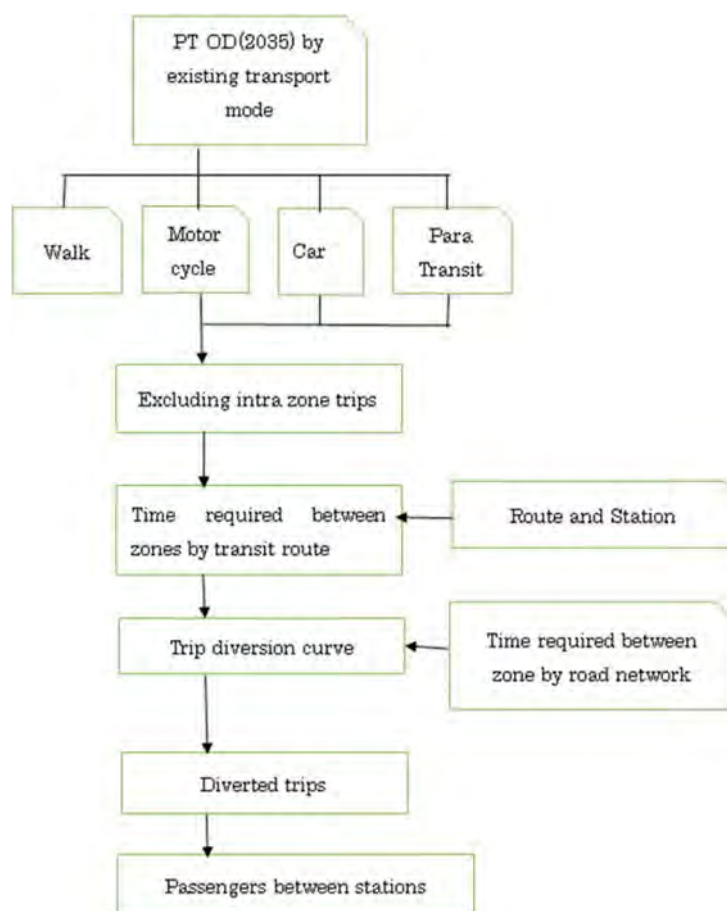 PT OD(2035) by
existing transport
mode
Walk
Motor
cycle
Car
Para
Transit
Excluding intra zone trips
Time required between
zones by transit route
Route and Station
Trip diversion curve
Time required between
zone by road network
Diverted trips
Passengers between stations